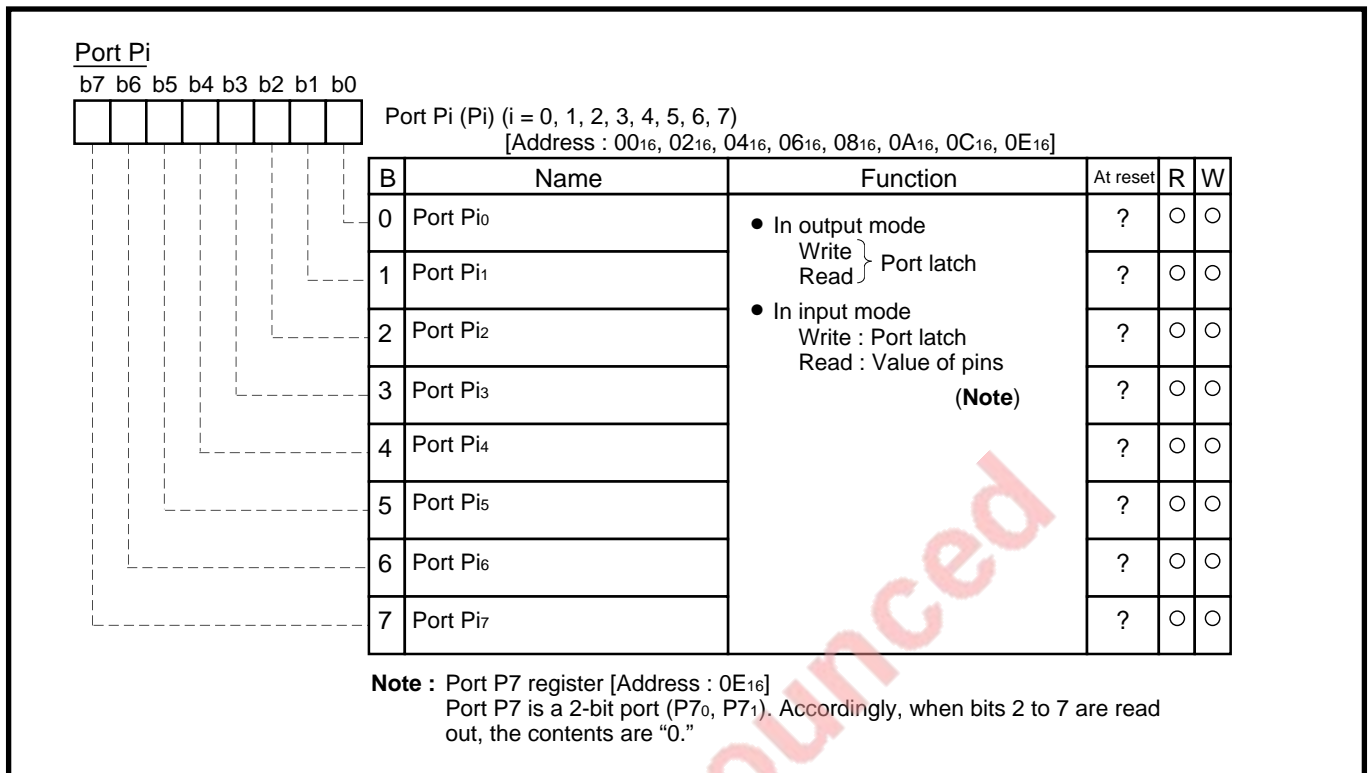 Port Pi
b7 b6 b5 b4 b3 b2 b1 b0
Port Pi (Pi) (i = 0, 1, 2, 3, 4, 5, 6, 7)
[Address : 0016, 0216, 0416, 0616, 0816, 0A16, 0C16, 0E16]
B Name Function At reset R W
0 Port Pi0 ? ○ ○
● In output mode
Write
Read } Port latch
1 Port Pi1 ? ○ ○
● In input mode
Write : Port latch
Read : Value of pins
(Note)
2 Port Pi2 ? ○ ○
3 Port Pi3 ? ○ ○
4 Port Pi4 ? ○ ○
5 Port Pi5 ? ○ ○
6 Port Pi6 ? ○ ○
7 Port Pi7 ? ○ ○
Note : Port P7 register [Address : 0E16]
Port P7 is a 2-bit port (P70, P71). Accordingly, when bits 2 to 7 are read
out, the contents are “0.”
ounced